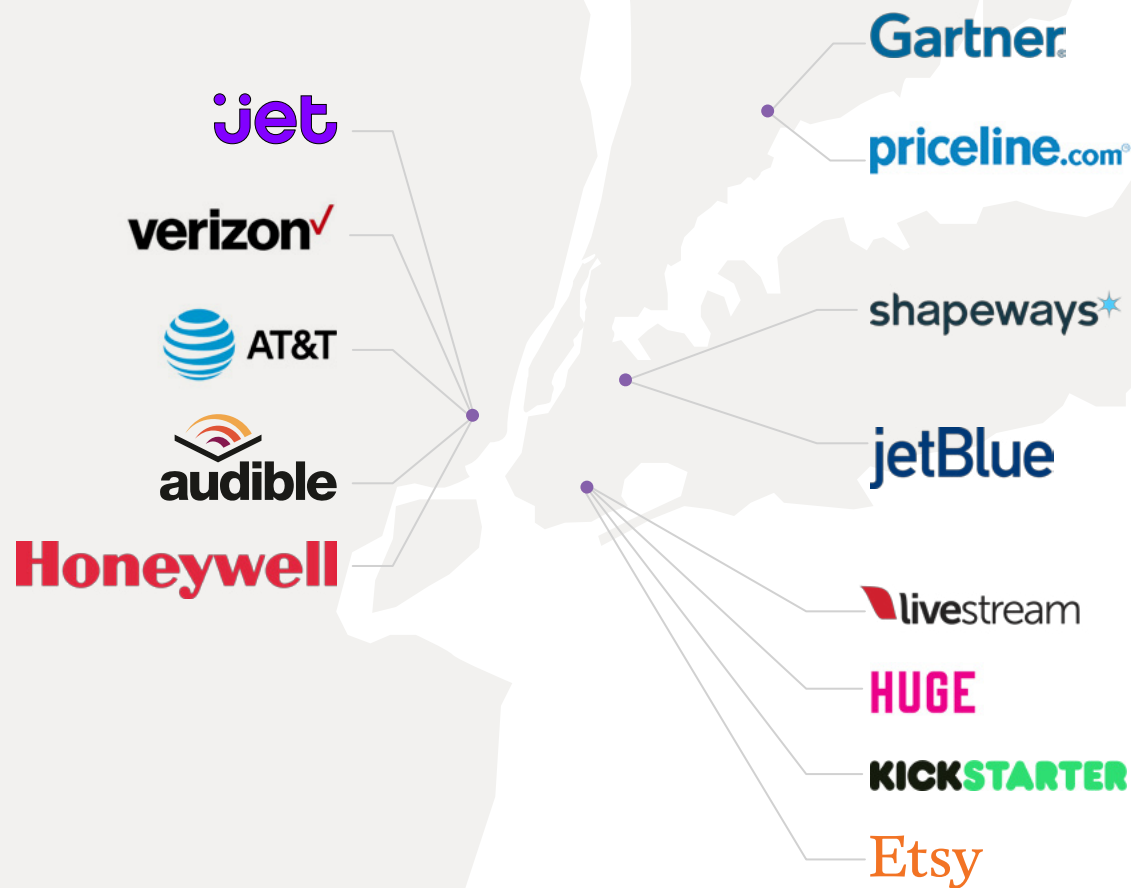 jet
verizon
AT&T
audible
Honeywell
Gartner®
priceline.com®
shapeways
jetBlue
livestream
HUGE
KICKSTARTER
Etsy